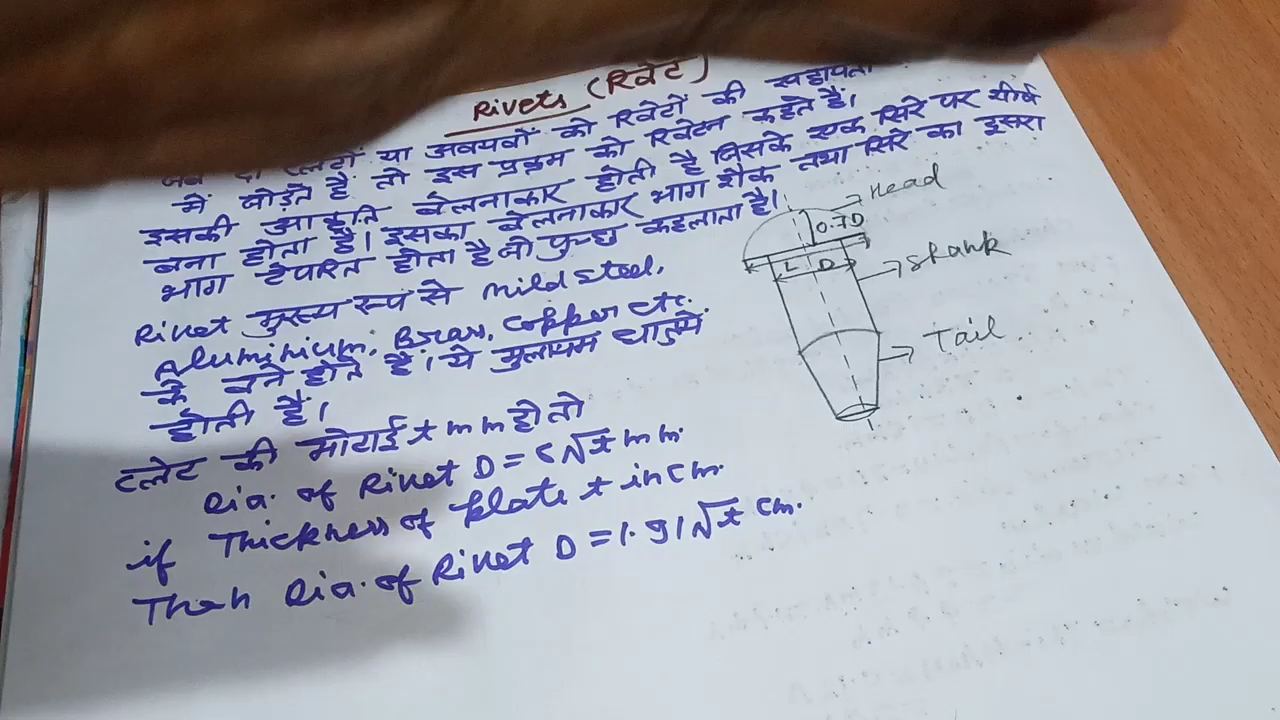 Rivets (रिवेट)
या अवयवों को रिवेटों की सहायता
में जोड़ते है तो इस प्रक्रम को रिवेटन कहते हैं।
इसकी आकृति बेलनाकार होती है जिसके एक सिरे पर शीर्ष
बना होता है। इसका बेलनाकार भाग शैंक तथा सिरे का दूसरा
भाग टेपरित होता है जो पुच्छ कहलाता है।
Rivet मुख्य रूप से mild steel,
Aluminium, Brass, Copper etc.
के बने होते हैं। ये मुलायम धातुयें
होती हैं।
प्लेट की मोटाई t mm हो तो
Dia. of Rivet D = 6√t mm.
if Thickness of plate t in cm.
Then Dia. of Rivet D = 1.91√t cm.
Head
0.7D
L D
Shank
Tail